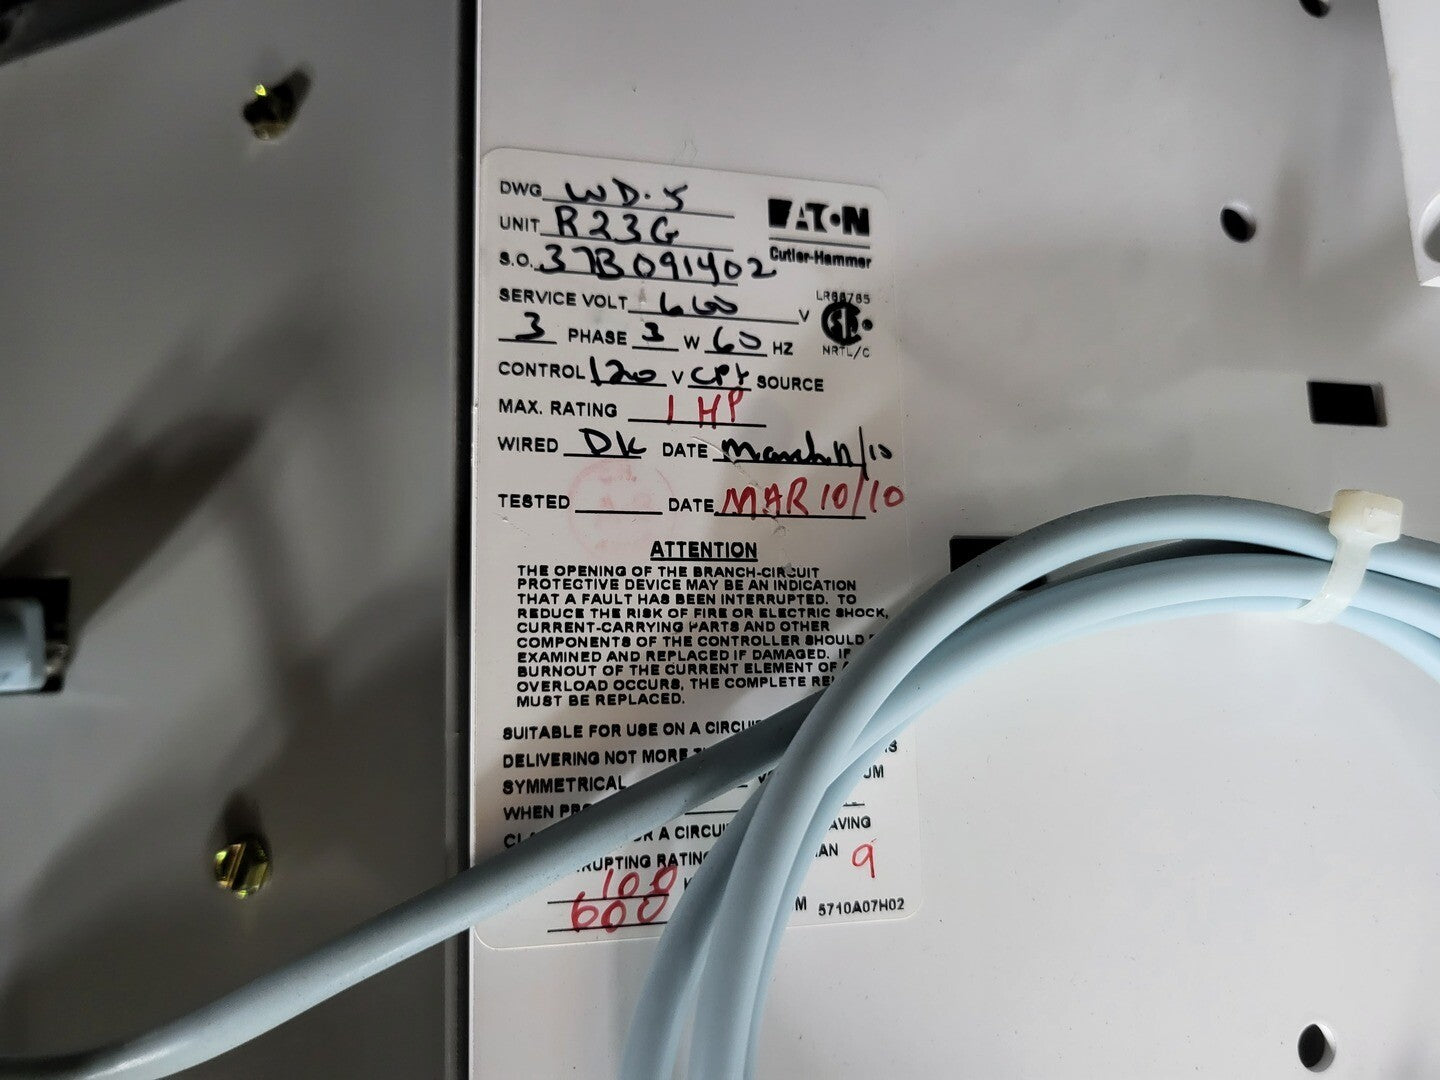 DWG WD-5
EATON
UNIT R23G
Cutler-Hammer
S.O. 37B091402
LR68765
SERVICE VOLT 600 V
NRTL/C
3 PHASE 3 W 60 HZ
CONTROL 120 V CPT SOURCE
MAX. RATING 1 HP
WIRED DK DATE March 11/10
TESTED DATE MAR 10/10
ATTENTION
THE OPENING OF THE BRANCH-CIRCUIT
PROTECTIVE DEVICE MAY BE AN INDICATION
THAT A FAULT HAS BEEN INTERRUPTED. TO
REDUCE THE RISK OF FIRE OR ELECTRIC SHOCK,
CURRENT-CARRYING PARTS AND OTHER
COMPONENTS OF THE CONTROLLER SHOULD
EXAMINED AND REPLACED IF DAMAGED. IF
BURNOUT OF THE CURRENT ELEMENT OF
OVERLOAD OCCURS, THE COMPLETE
MUST BE REPLACED.
SUITABLE FOR USE ON A
DELIVERING NOT MORE
SYMMETRICAL
WHEN
A
RATING 9
100
600 5710A07H02